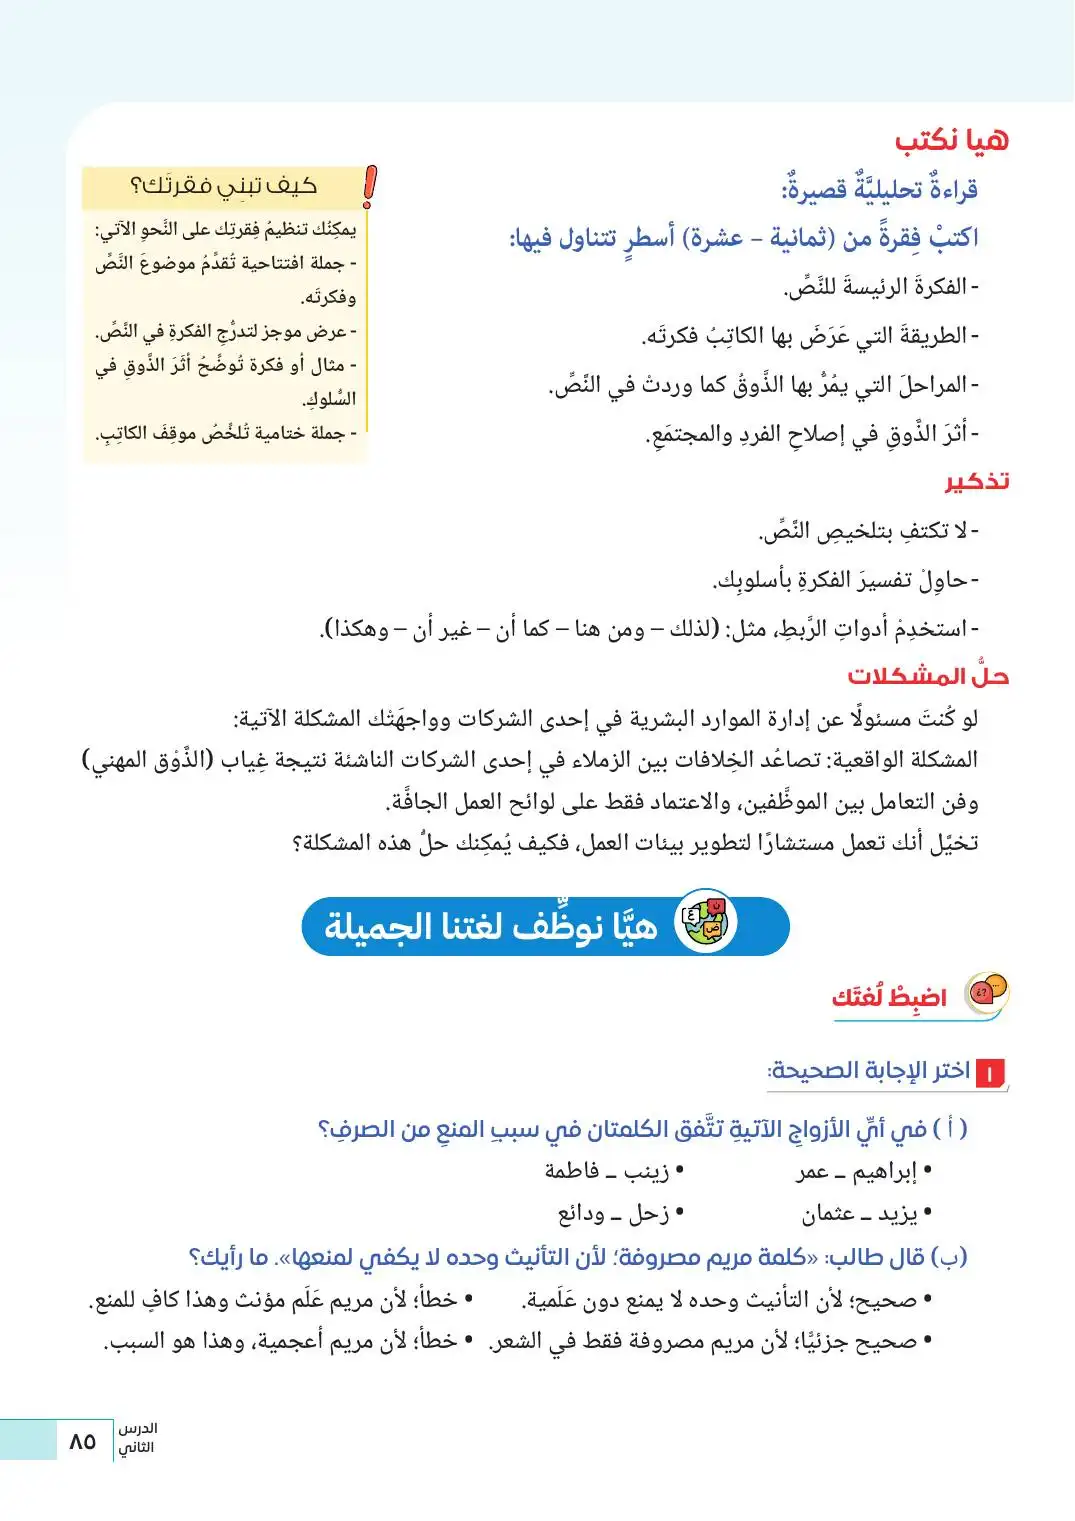 هيا نكتب
قراءةٌ تحليليَّةٌ قصيرةٌ:
اكتبْ فِقرةً من (ثمانية – عشرة) أسطرٍ تتناول فيها:
- الفكرةَ الرئيسةَ للنَّصِّ.
- الطريقةَ التي عَرَضَ بها الكاتِبُ فكرتَه.
- المراحلَ التي يمُرُّ بها الذَّوقُ كما وردتْ في النَّصِّ.
- أثرَ الذَّوقِ في إصلاحِ الفردِ والمجتمَعِ.
كيف تبنِي فقرتَك؟
يمكِنُك تنظيمُ فِقرتِك على النَّحوِ الآتي:
- جملة افتتاحية تُقدِّمُ موضوعَ النَّصِّ
وفكرتَه.
- عرض موجز لتدرُّجِ الفكرةِ في النَّصِّ.
- مثال أو فكرة تُوضِّحُ أثَرَ الذَّوقِ في
السُّلوكِ.
- جملة ختامية تُلخِّصُ موقِفَ الكاتِبِ.
تذكير
- لا تكتفِ بتلخيصِ النَّصِّ.
- حاوِلْ تفسيرَ الفكرةِ بأسلوبِك.
- استخدِمْ أدواتِ الرَّبطِ، مثل: (لذلك – ومن هنا – كما أن – غير أن – وهكذا).
حلُّ المشكلات
لو كُنتَ مسئولًا عن إدارة الموارد البشرية في إحدى الشركات وواجهَتْك المشكلة الآتية:
المشكلة الواقعية: تصاعُد الخِلافات بين الزملاء في إحدى الشركات الناشئة نتيجة غِياب (الذَّوْق المهني)
وفن التعامل بين الموظَّفين، والاعتماد فقط على لوائح العمل الجافَّة.
تخيَّل أنك تعمل مستشارًا لتطوير بيئات العمل، فكيف يُمكِنك حلُّ هذه المشكلة؟
هيَّا نوظِّف لغتنا الجميلة
اضبِطْ لُغتَك
١ اختر الإجابة الصحيحة:
( أ ) في أيِّ الأزواجِ الآتيةِ تتَّفق الكلمتان في سببِ المنعِ من الصرفِ؟
• إبراهيم ــ عمر • زينب ــ فاطمة
• يزيد ــ عثمان • زحل ــ ودائع
(ب) قال طالب: «كلمة مريم مصروفة؛ لأن التأنيث وحده لا يكفي لمنعها». ما رأيك؟
• صحيح؛ لأن التأنيث وحده لا يمنع دون عَلَمية. • خطأ؛ لأن مريم عَلَم مؤنث وهذا كافٍ للمنع.
• صحيح جزئيًّا؛ لأن مريم مصروفة فقط في الشعر. • خطأ؛ لأن مريم أعجمية، وهذا هو السبب.
الدرس
الثاني
٨٥